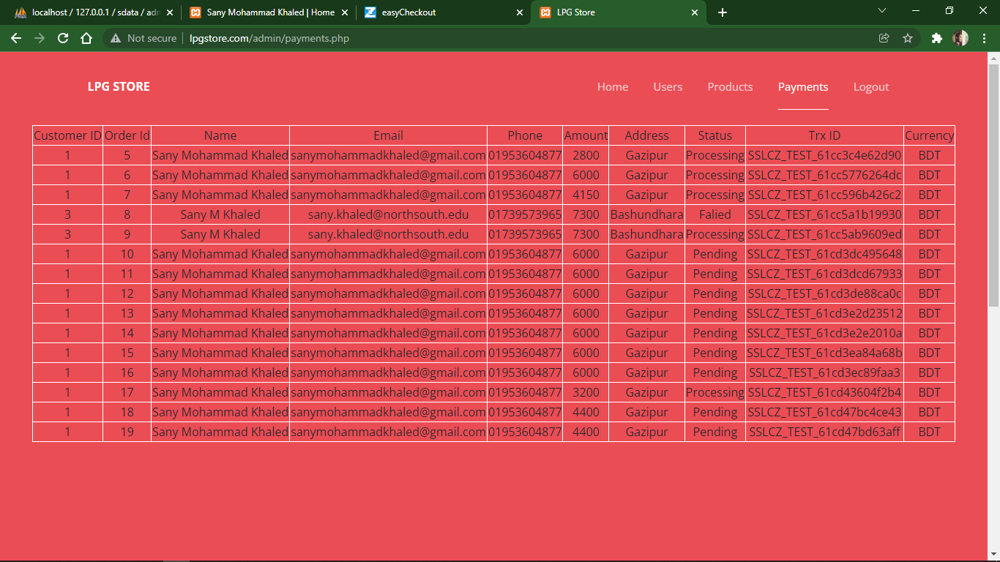 localhost / 127.0.0.1 / sdata / adm
Sany Mohammad Khaled | Home
easyCheckout
LPG Store
Not secure | lpgstore.com/admin/payments.php
LPG STORE Home Users Products Payments Logout
Customer ID Order Id Name Email Phone Amount Address Status Trx ID Currency
1 5 Sany Mohammad Khaled sanymohammadkhaled@gmail.com 01953604877 2800 Gazipur Processing SSLCZ_TEST_61cc3c4e62d90 BDT
1 6 Sany Mohammad Khaled sanymohammadkhaled@gmail.com 01953604877 6000 Gazipur Processing SSLCZ_TEST_61cc5776264dc BDT
1 7 Sany Mohammad Khaled sanymohammadkhaled@gmail.com 01953604877 4150 Gazipur Processing SSLCZ_TEST_61cc596b426c2 BDT
3 8 Sany M Khaled sany.khaled@northsouth.edu 01739573965 7300 Bashundhara Falied SSLCZ_TEST_61cc5a1b19930 BDT
3 9 Sany M Khaled sany.khaled@northsouth.edu 01739573965 7300 Bashundhara Processing SSLCZ_TEST_61cc5ab9609ed BDT
1 10 Sany Mohammad Khaled sanymohammadkhaled@gmail.com 01953604877 6000 Gazipur Pending SSLCZ_TEST_61cd3dc495648 BDT
1 11 Sany Mohammad Khaled sanymohammadkhaled@gmail.com 01953604877 6000 Gazipur Pending SSLCZ_TEST_61cd3dcd67933 BDT
1 12 Sany Mohammad Khaled sanymohammadkhaled@gmail.com 01953604877 6000 Gazipur Pending SSLCZ_TEST_61cd3de88ca0c BDT
1 13 Sany Mohammad Khaled sanymohammadkhaled@gmail.com 01953604877 6000 Gazipur Pending SSLCZ_TEST_61cd3e2d23512 BDT
1 14 Sany Mohammad Khaled sanymohammadkhaled@gmail.com 01953604877 6000 Gazipur Pending SSLCZ_TEST_61cd3e2e2010a BDT
1 15 Sany Mohammad Khaled sanymohammadkhaled@gmail.com 01953604877 6000 Gazipur Pending SSLCZ_TEST_61cd3ea84a68b BDT
1 16 Sany Mohammad Khaled sanymohammadkhaled@gmail.com 01953604877 6000 Gazipur Pending SSLCZ_TEST_61cd3ec89faa3 BDT
1 17 Sany Mohammad Khaled sanymohammadkhaled@gmail.com 01953604877 3200 Gazipur Processing SSLCZ_TEST_61cd43604f2b4 BDT
1 18 Sany Mohammad Khaled sanymohammadkhaled@gmail.com 01953604877 4400 Gazipur Pending SSLCZ_TEST_61cd47bc4ce43 BDT
1 19 Sany Mohammad Khaled sanymohammadkhaled@gmail.com 01953604877 4400 Gazipur Pending SSLCZ_TEST_61cd47bd63aff BDT